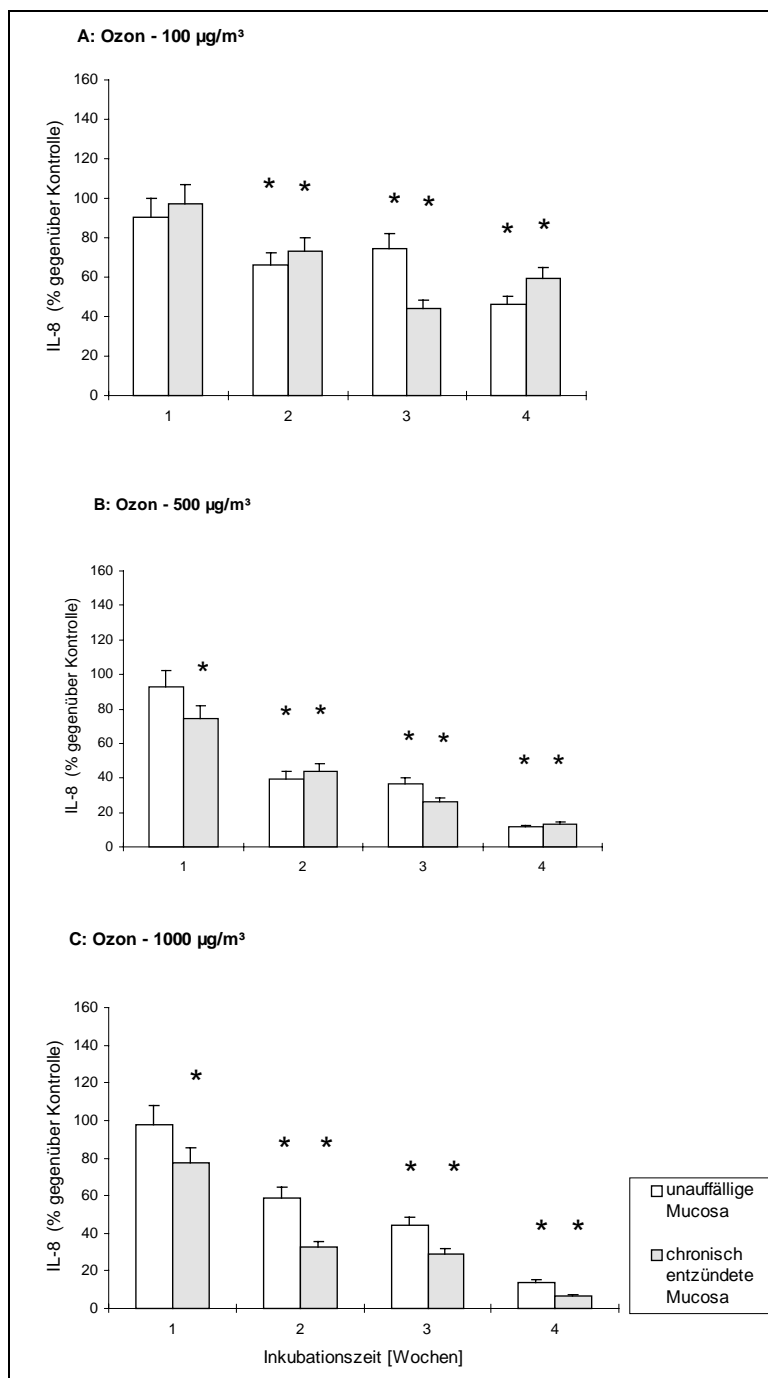 A: Ozon - 100 µg/m³
IL-8 (% gegenüber Kontrolle)
160
140
120
100
80
60
40
20
0
* * * * * *
1 2 3 4
B: Ozon - 500 µg/m³
IL-8 (% gegenüber Kontrolle)
160
140
120
100
80
60
40
20
0
* * * * * * *
1 2 3 4
C: Ozon - 1000 µg/m³
IL-8 (% gegenüber Kontrolle)
160
140
120
100
80
60
40
20
0
* * * * * * *
1 2 3 4
Inkubationszeit [Wochen]
unauffällige
Mucosa
chronisch
entzündete
Mucosa